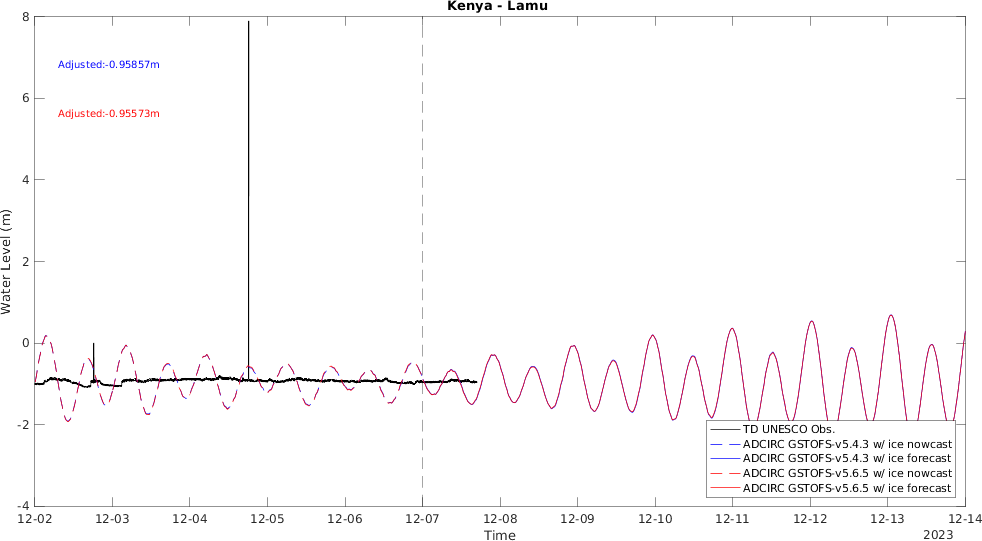 Kenya - Lamu
8
Adjusted:-0.95857m
6
Adjusted:-0.95573m
4
2
0
-2
-4
Water Level (m)
TD UNESCO Obs.
ADCIRC GSTOFS-v5.4.3 w/ ice nowcast
ADCIRC GSTOFS-v5.4.3 w/ ice forecast
ADCIRC GSTOFS-v5.6.5 w/ ice nowcast
ADCIRC GSTOFS-v5.6.5 w/ ice forecast
12-02 12-03 12-04 12-05 12-06 12-07 12-08 12-09 12-10 12-11 12-12 12-13 12-14
Time
2023